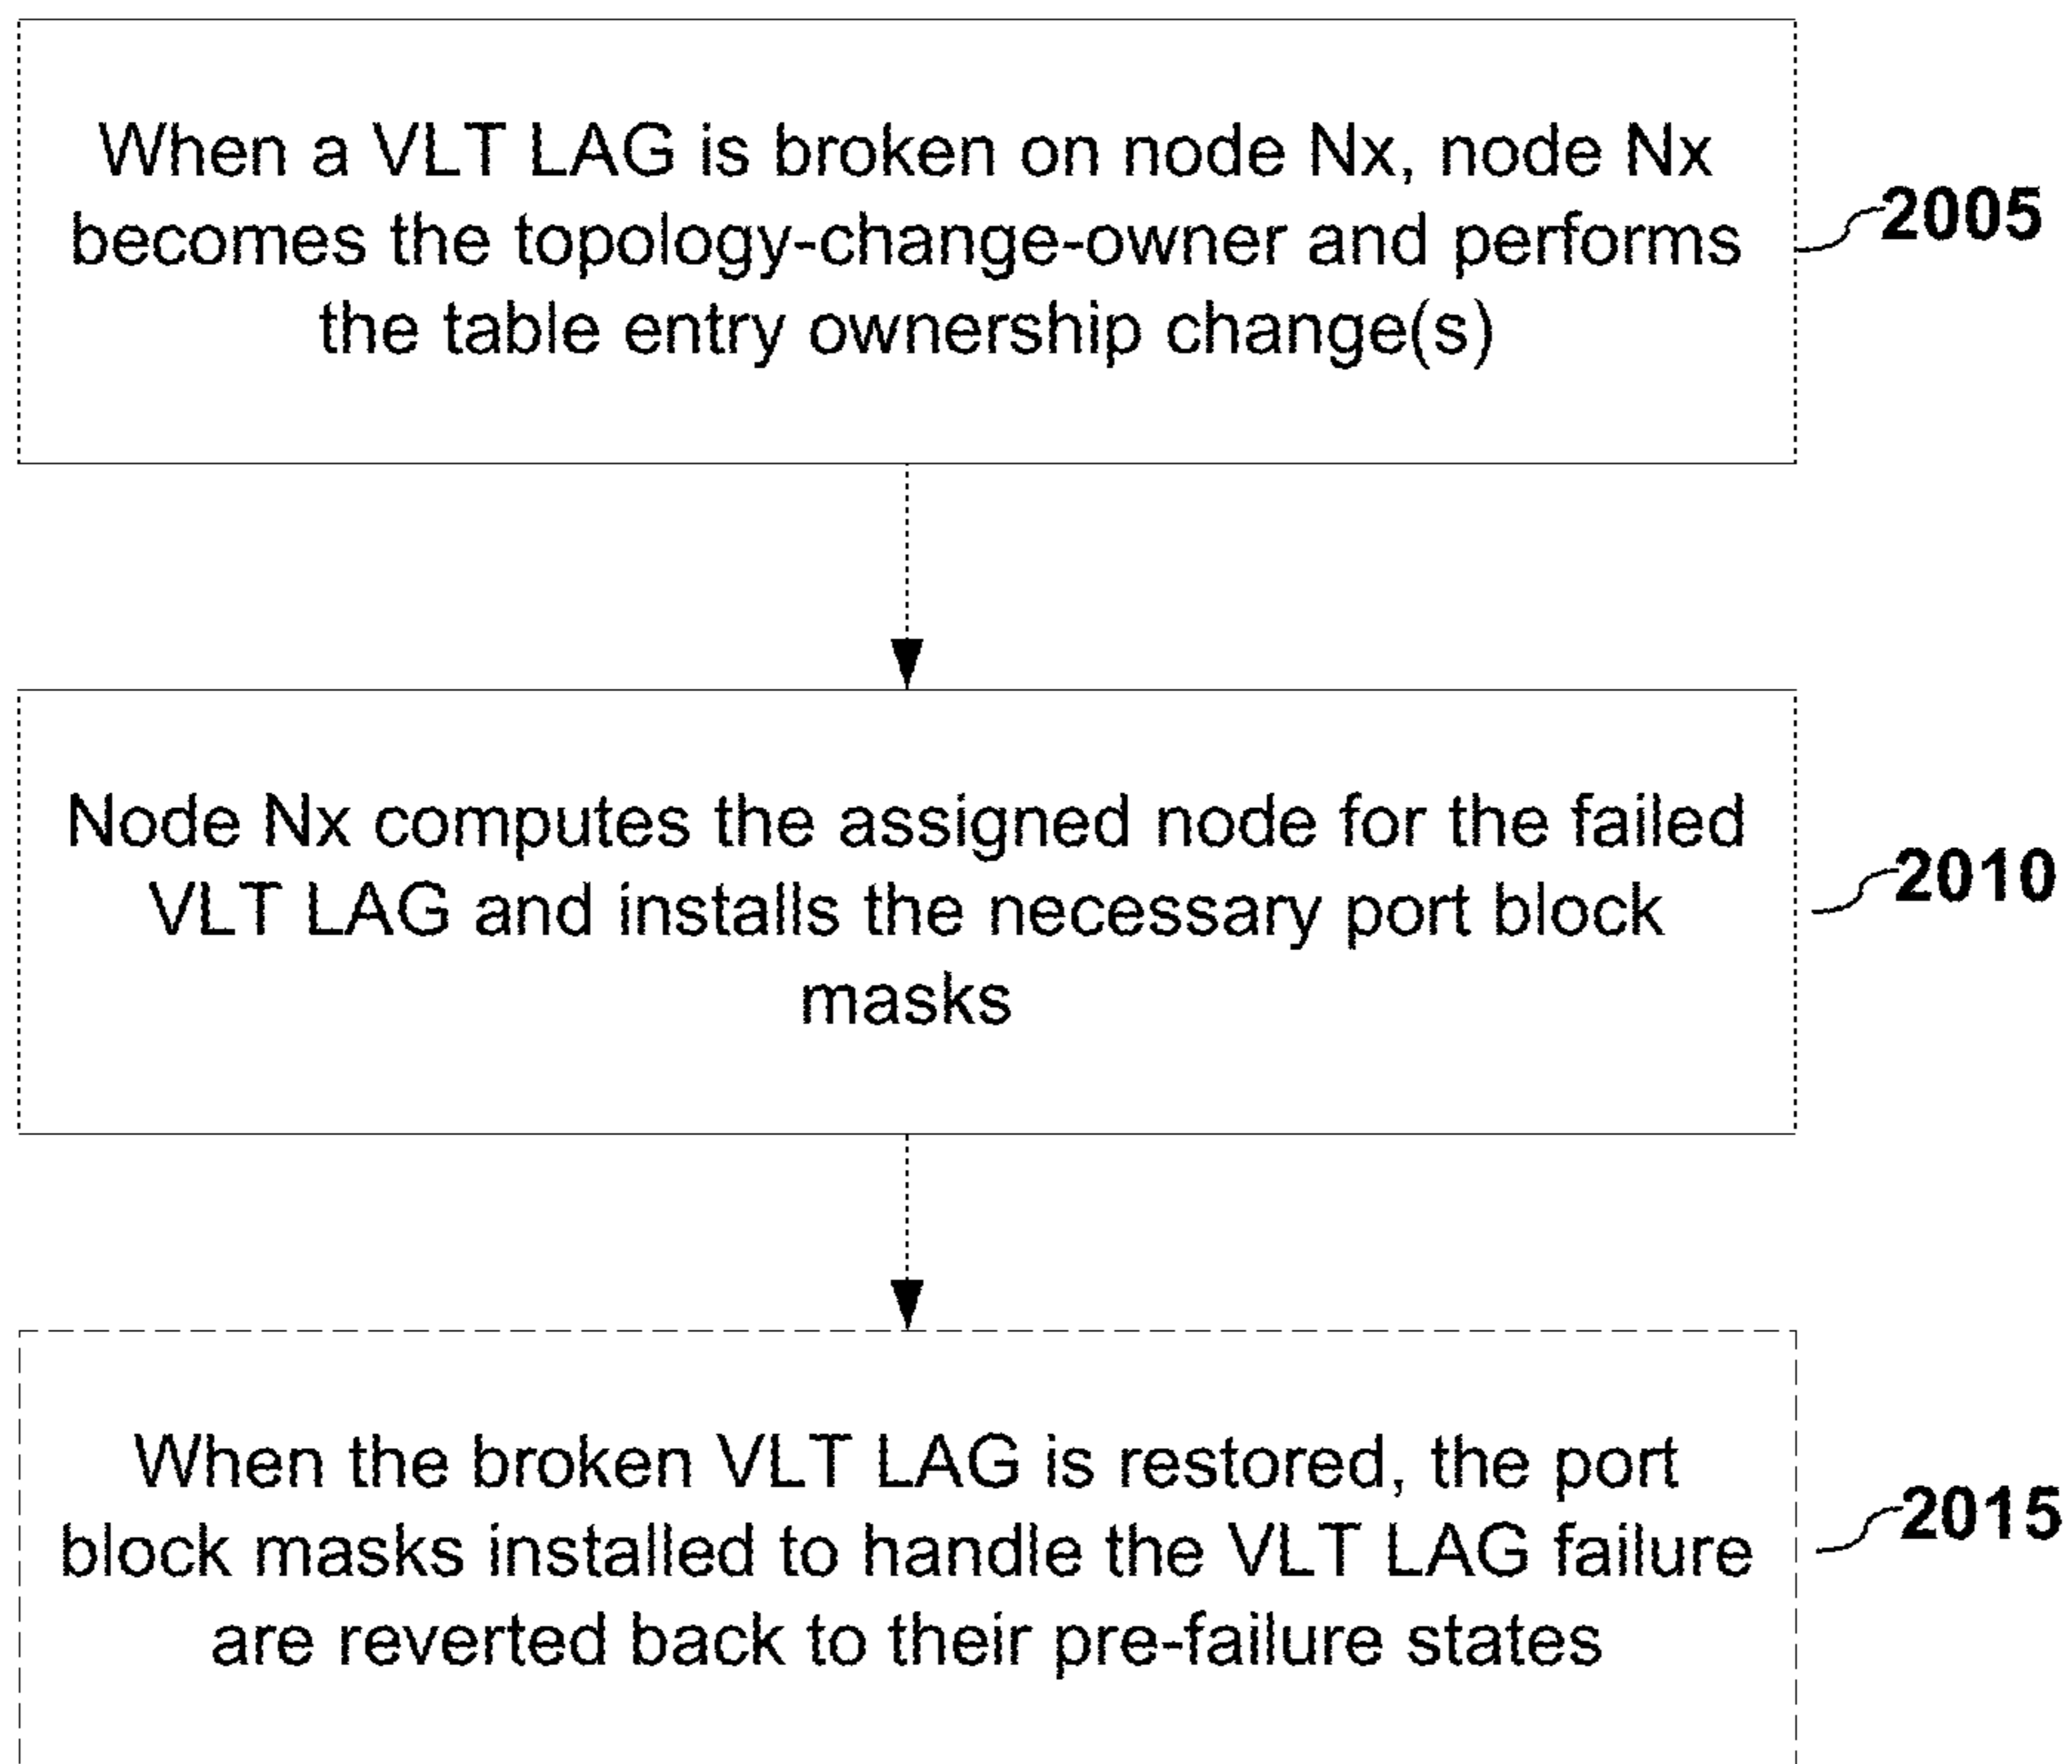 When a VLT LAG is broken on node Nx, node Nx
becomes the topology-change-owner and performs
the table entry ownership change(s)
2005
Node Nx computes the assigned node for the failed
VLT LAG and installs the necessary port block
masks
2010
When the broken VLT LAG is restored, the port
block masks installed to handle the VLT LAG failure
are reverted back to their pre-failure states
2015